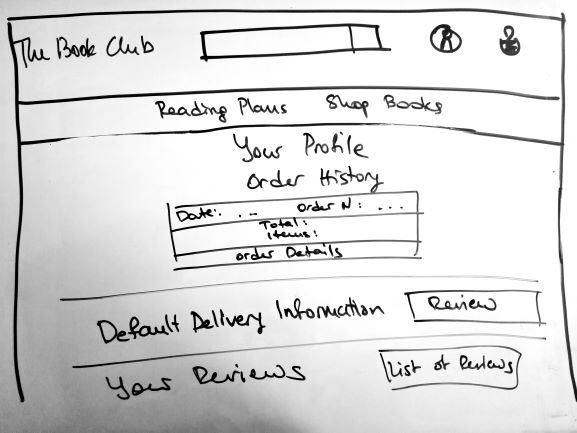 The Book Club
Reading Plans Shop Books
Your Profile
Order History
Date: ... Order N: ...
Total:
items:
order Details
Default Delivery Information Review
Your Reviews List of Reviews